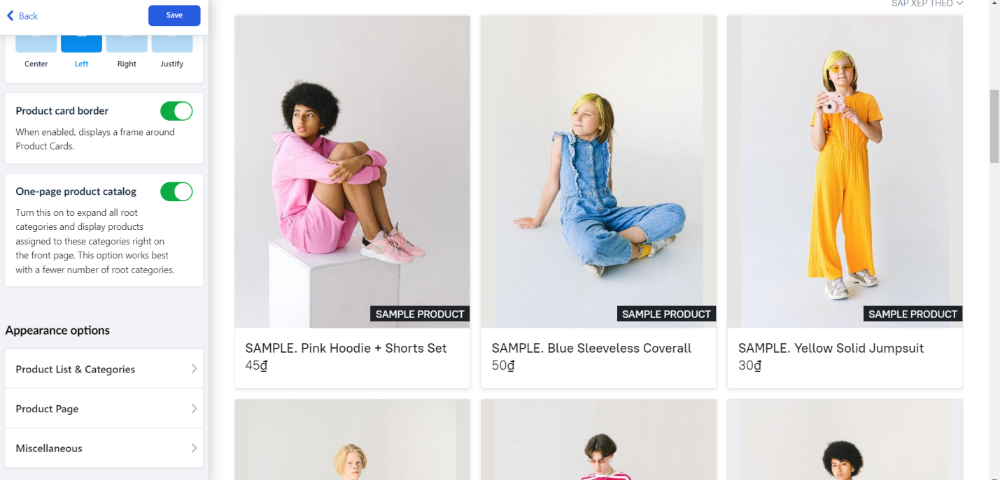 Back
Save
SẮP XẾP THEO
Center
Left
Right
Justify
Product card border
When enabled, displays a frame around
Product Cards.
One-page product catalog
Turn this on to expand all root
categories and display products
assigned to these categories right on
the front page. This option works best
with a fewer number of root categories.
Appearance options
Product List & Categories
Product Page
Miscellaneous
SAMPLE PRODUCT
SAMPLE PRODUCT
SAMPLE PRODUCT
SAMPLE. Pink Hoodie + Shorts Set
45₫
SAMPLE. Blue Sleeveless Coverall
50₫
SAMPLE. Yellow Solid Jumpsuit
30₫